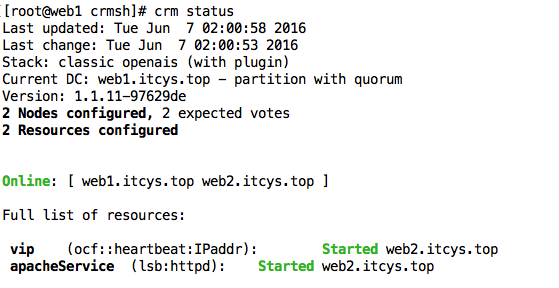 [[root@web1 crmsh]# crm status
Last updated: Tue Jun  7 02:00:58 2016
Last change: Tue Jun  7 02:00:53 2016
Stack: classic openais (with plugin)
Current DC: web1.itcys.top - partition with quorum
Version: 1.1.11-97629de
2 Nodes configured, 2 expected votes
2 Resources configured
Online: [ web1.itcys.top web2.itcys.top ]
Full list of resources:
vip    (ocf::heartbeat:IPaddr):        Started web2.itcys.top
apacheService  (lsb:httpd):    Started web2.itcys.top